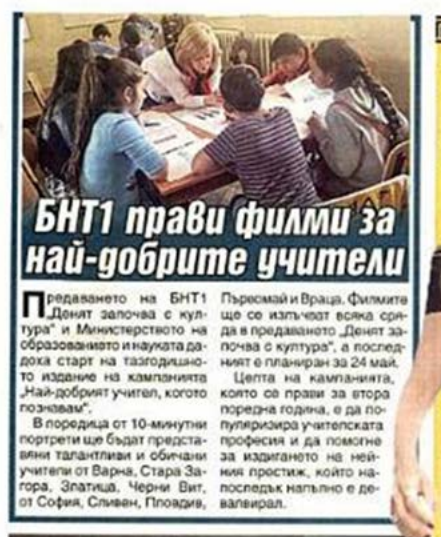 БНТ1 прави филми за
най-добрите учители
Предаването на БНТ1
„Денят започва с кул-
тура" и Министерството на
образованието и науката да-
доха старт на тазгодишно-
то издание на кампанията
„Най-добрият учител, когото
познавам".
В поредица от 10-минутни
портрети ще бъдат предста-
вяни талантливи и обичани
учители от Варна, Стара За-
гора, Златица, Черни Вит,
от София, Сливен, Пловдив,
Първомай и Враца. Филмите
ще се излъчват всяка сря-
да в предаването „Денят за-
почва с култура", а послед-
ният е планиран за 24 май.
Целта на кампанията,
която се прави за втора
поредна година, е да по-
пуляризира учителската
професия и да помогне
за издигането на ней-
ния престиж, който на-
последък напълно е де-
валвирал.